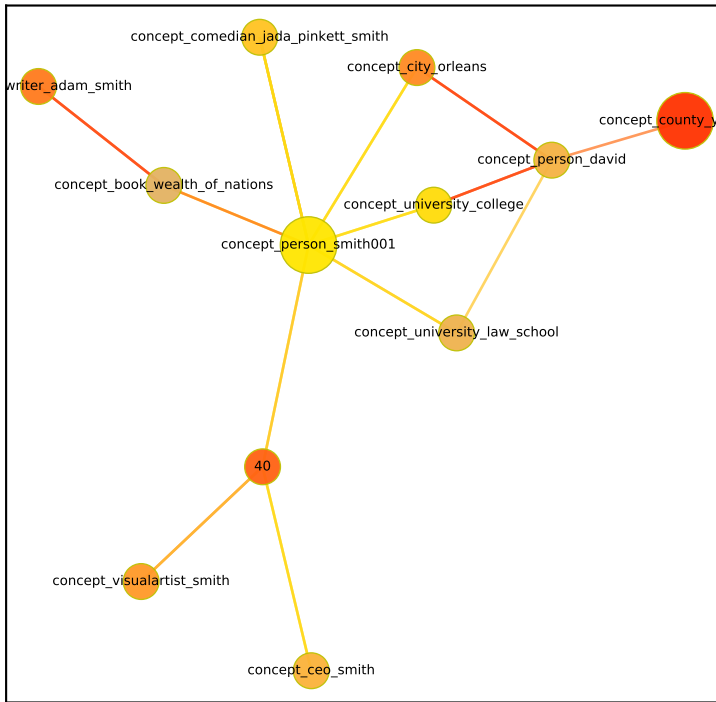 concept_comedian_jada_pinkett_smith
concept_city_orleans
writer_adam_smith
concept_county_y
concept_person_david
concept_book_wealth_of_nations
concept_university_college
concept_person_smith001
concept_university_law_school
40
concept_visualartist_smith
concept_ceo_smith